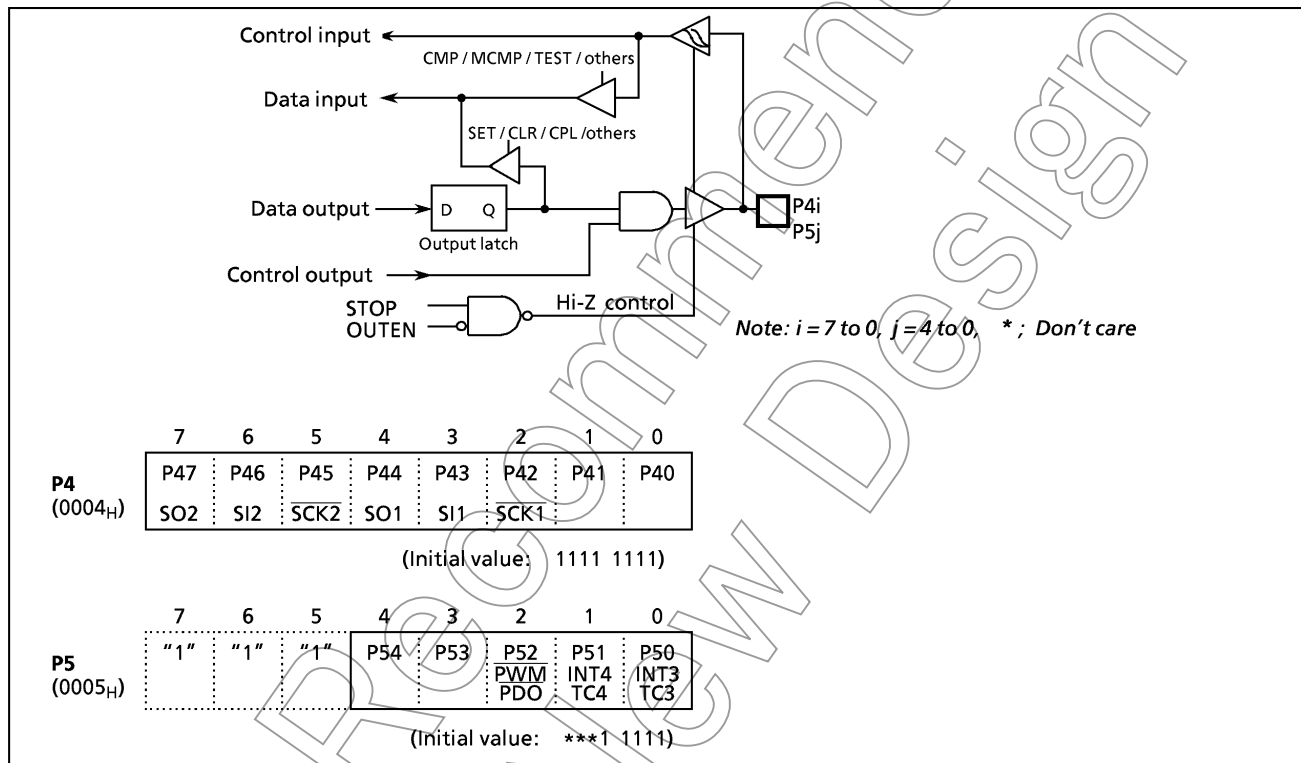 Control input
CMP / MCMP / TEST / others
Data input
SET / CLR / CPL /others
Data output
D Q
P4i
P5j
Output latch
Control output
STOP
OUTEN
Hi-Z control
Note: i = 7 to 0, j = 4 to 0, * ; Don't care
7 6 5 4 3 2 1 0
P4
(0004H)
P47 P46 P45 P44 P43 P42 P41 P40
SO2 SI2 SCK2 SO1 SI1 SCK1
(Initial value: 1111 1111)
7 6 5 4 3 2 1 0
P5
(0005H)
“1” “1” “1” P54 P53 P52 P51 P50
PWM INT4 INT3
PDO TC4 TC3
(Initial value: ***1 1111)
Recommen
ew Design